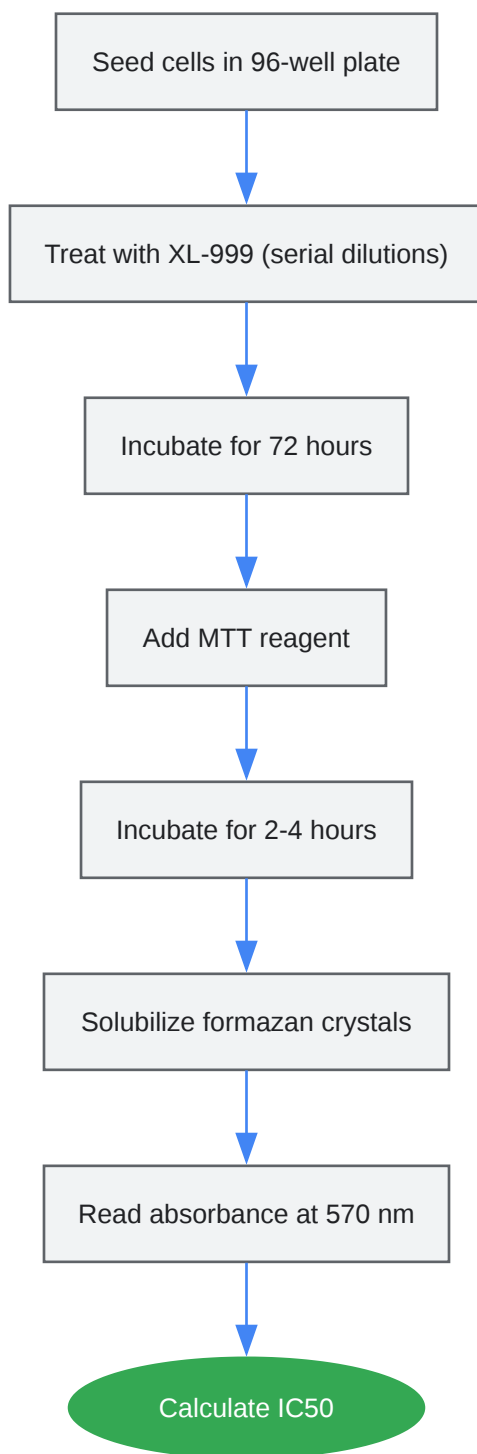 Seed cells in 96-well plate
Treat with XL-999 (serial dilutions)
Incubate for 72 hours
Add MTT reagent
Incubate for 2-4 hours
Solubilize formazan crystals
Read absorbance at 570 nm
Calculate IC50